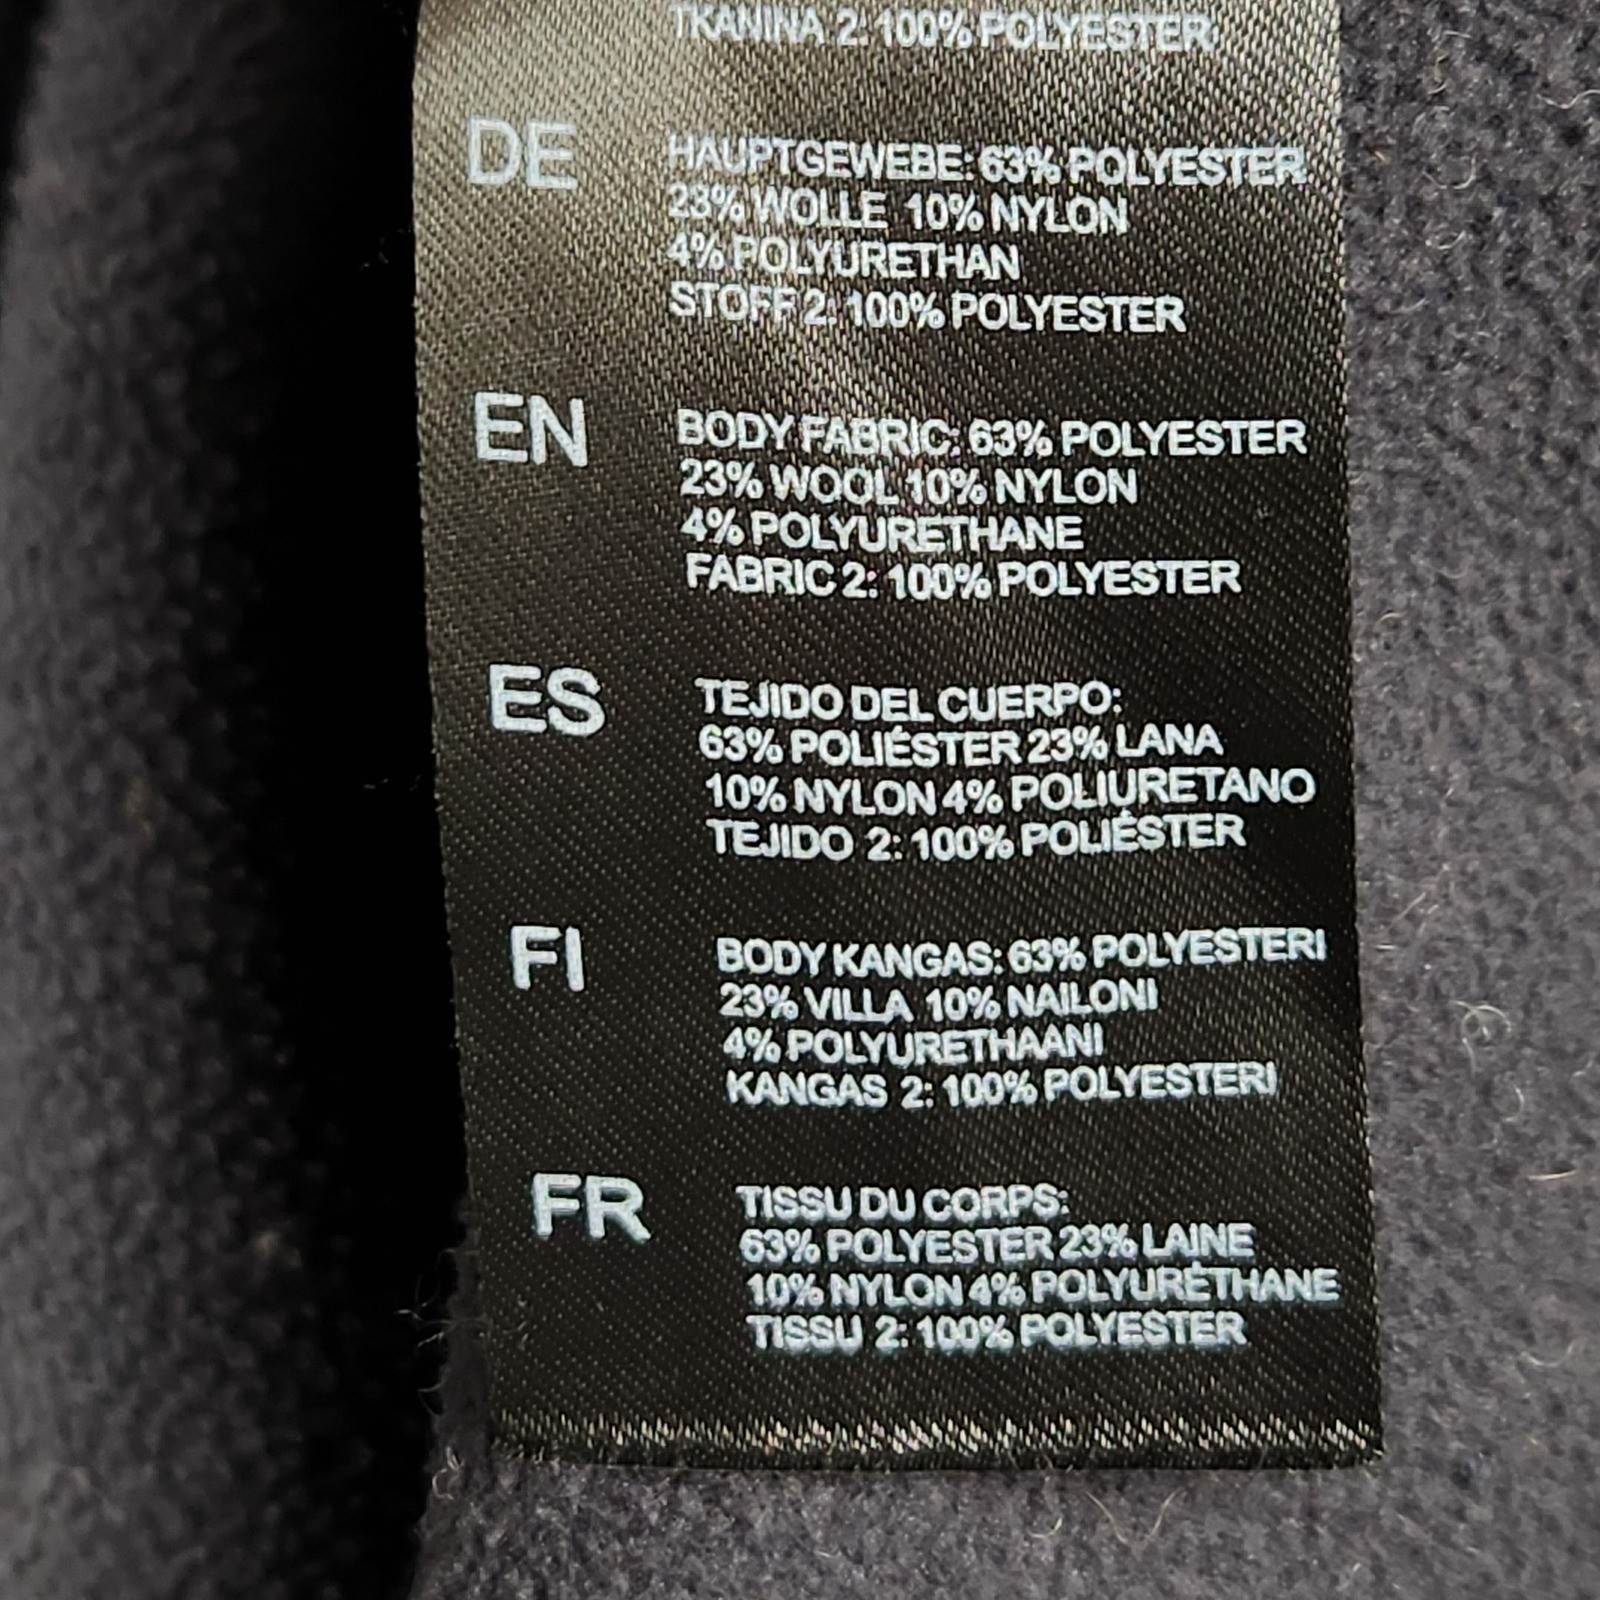 TKANINA 2: 100% POLYESTER
DE
HAUPTGEWEBE: 63% POLYESTER
23% WOLLE 10% NYLON
4% POLYURETHAN
STOFF 2: 100% POLYESTER
EN
BODY FABRIC: 63% POLYESTER
23% WOOL 10% NYLON
4% POLYURETHANE
FABRIC 2: 100% POLYESTER
ES
TEJIDO DEL CUERPO:
63% POLIÉSTER 23% LANA
10% NYLON 4% POLIURETANO
TEJIDO 2: 100% POLIÉSTER
FI
BODY KANGAS: 63% POLYESTERI
23% VILLA 10% NAILONI
4% POLYURETHAANI
KANGAS 2: 100% POLYESTERI
FR
TISSU DU CORPS:
63% POLYESTER 23% LAINE
10% NYLON 4% POLYURÉTHANE
TISSU 2: 100% POLYESTER